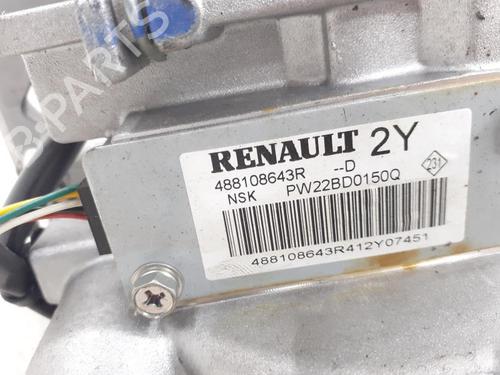 RENAULT 2Y
488108643R --D
NSK PW22BD0150Q
231
488108643R412Y07451